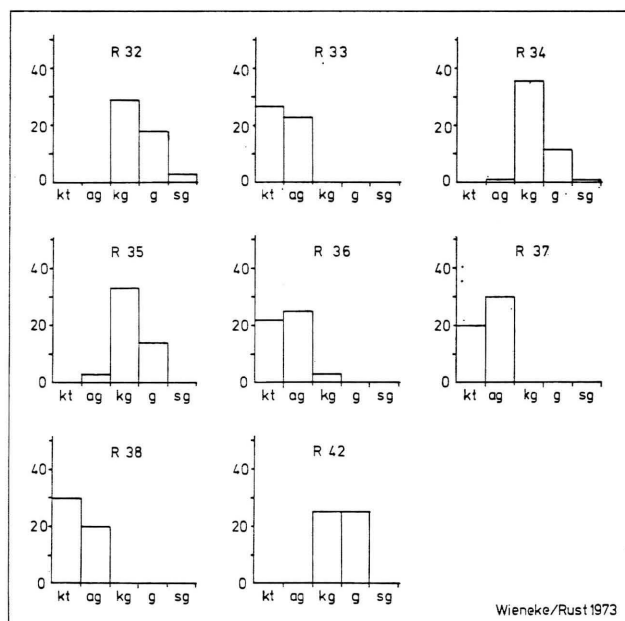 R 32 R 33 R 34
40 40 40
20 20 20
0 0 0
kt ag kg g sg kt ag kg g sg kt ag kg g sg
R 35 R 36 R 37
40 40 40
20 20 20
0 0 0
kt ag kg g sg kt ag kg g sg kt ag kg g sg
R 38 R 42
40 40
20 20
0 0
kt ag kg g sg kt ag kg g sg
Wieneke/Rust 1973